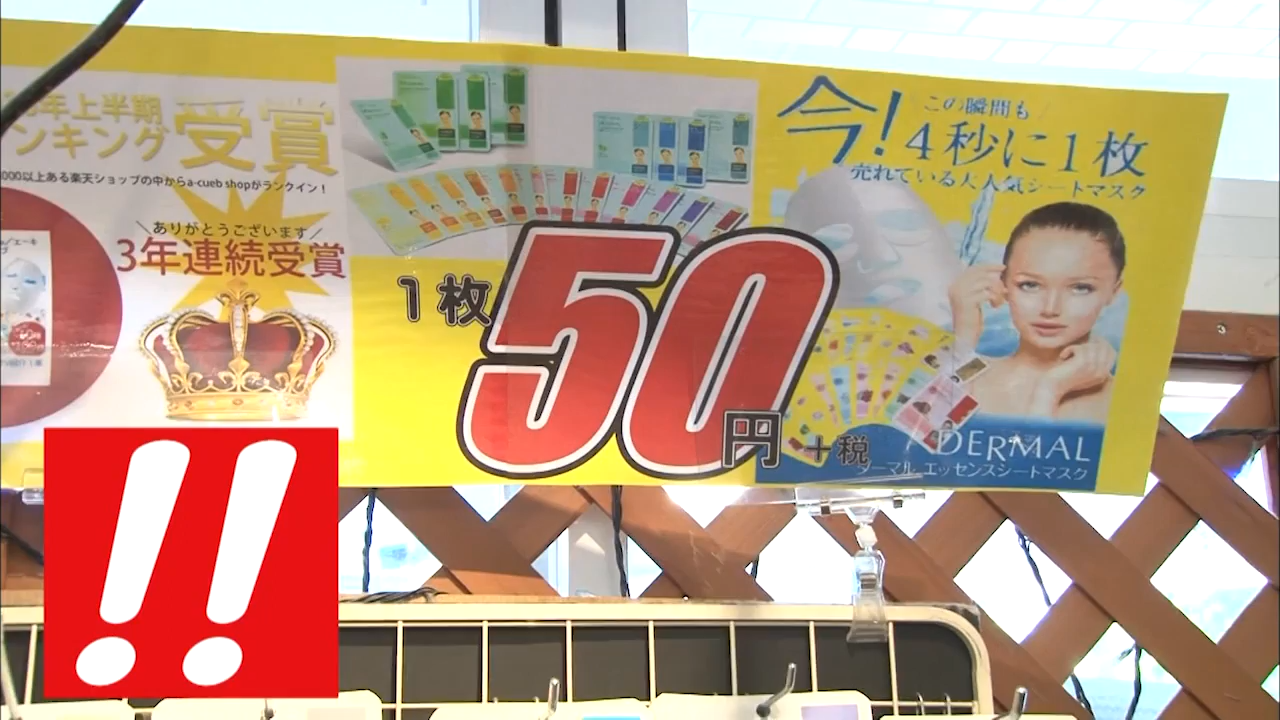 年上半期
ンキング
受賞
000以上ある楽天ショップの中からa-cueb shopがランクイン！
ありがとうございます
3年連続受賞
1枚
50
円
＋税
今！
この瞬間も
4秒に1枚
売れている大人気シートマスク
DERMAL
ーマル エッセンスシートマスク
!!